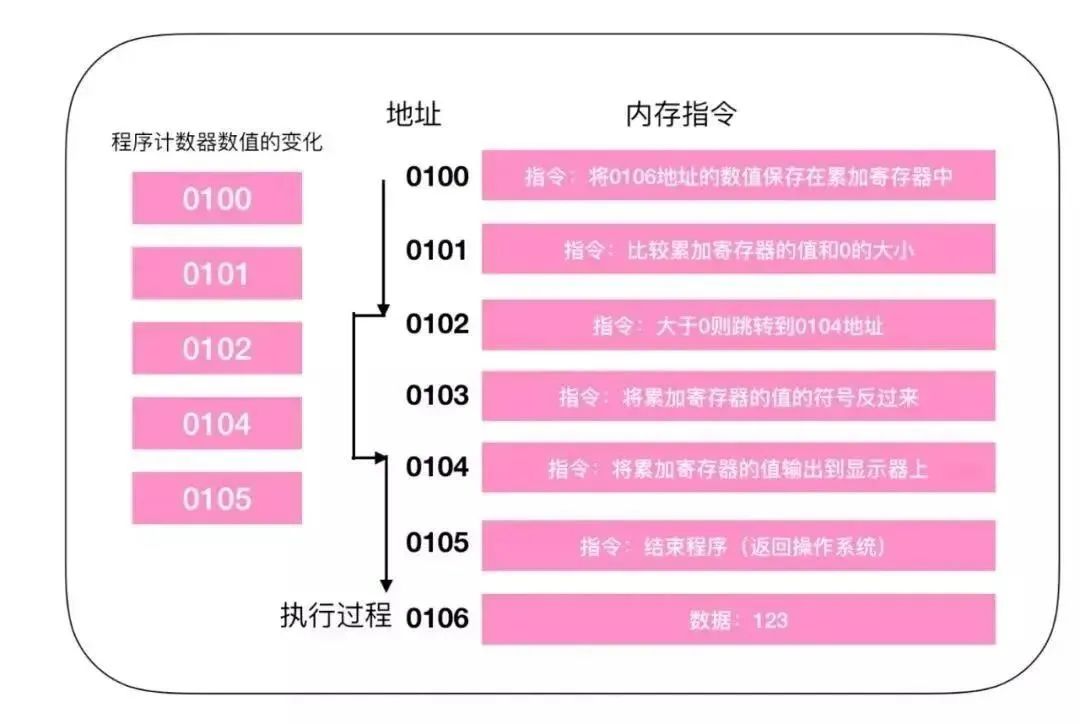 地址 内存指令
程序计数器数值的变化
0100
0101
0102
0104
0105
0100 指令：将0106地址的数值保存在累加寄存器中
0101 指令：比较累加寄存器的值和0的大小
0102 指令：大于0则跳转到0104地址
0103 指令：将累加寄存器的值的符号反过来
0104 指令：将累加寄存器的值输出到显示器上
0105 指令：结束程序（返回操作系统）
执行过程 0106 数据：123